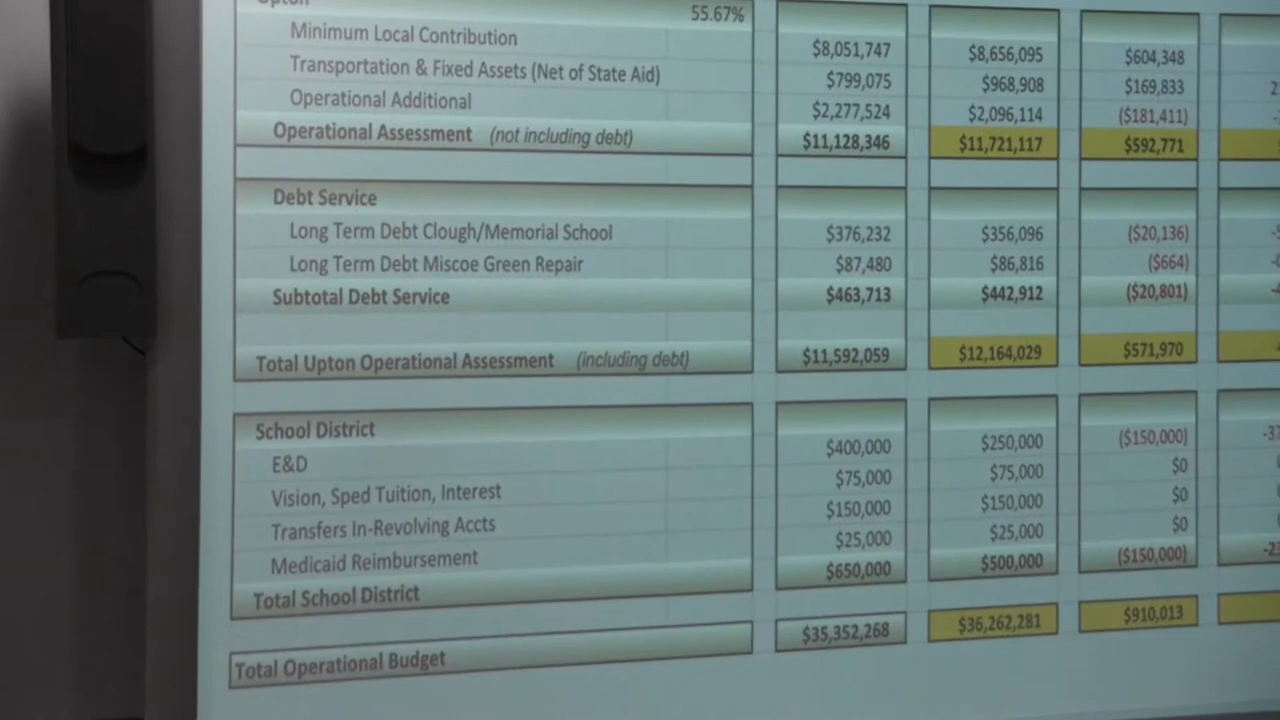 Upton 55.67%
Minimum Local Contribution $8,051,747 $8,656,095 $604,348
Transportation & Fixed Assets (Net of State Aid) $799,075 $968,908 $169,833
Operational Additional $2,277,524 $2,096,114 ($181,411)
Operational Assessment (not including debt) $11,128,346 $11,721,117 $592,771
Debt Service
Long Term Debt Clough/Memorial School $376,232 $356,096 ($20,136)
Long Term Debt Miscoe Green Repair $87,480 $86,816 ($664)
Subtotal Debt Service $463,713 $442,912 ($20,801)
Total Upton Operational Assessment (including debt) $11,592,059 $12,164,029 $571,970
School District
E&D $400,000 $250,000 ($150,000)
Vision, Sped Tuition, Interest $75,000 $75,000 $0
Transfers In-Revolving Accts $150,000 $150,000 $0
Medicaid Reimbursement $25,000 $25,000 $0
Total School District $650,000 $500,000 ($150,000)
Total Operational Budget $35,352,268 $36,262,281 $910,013